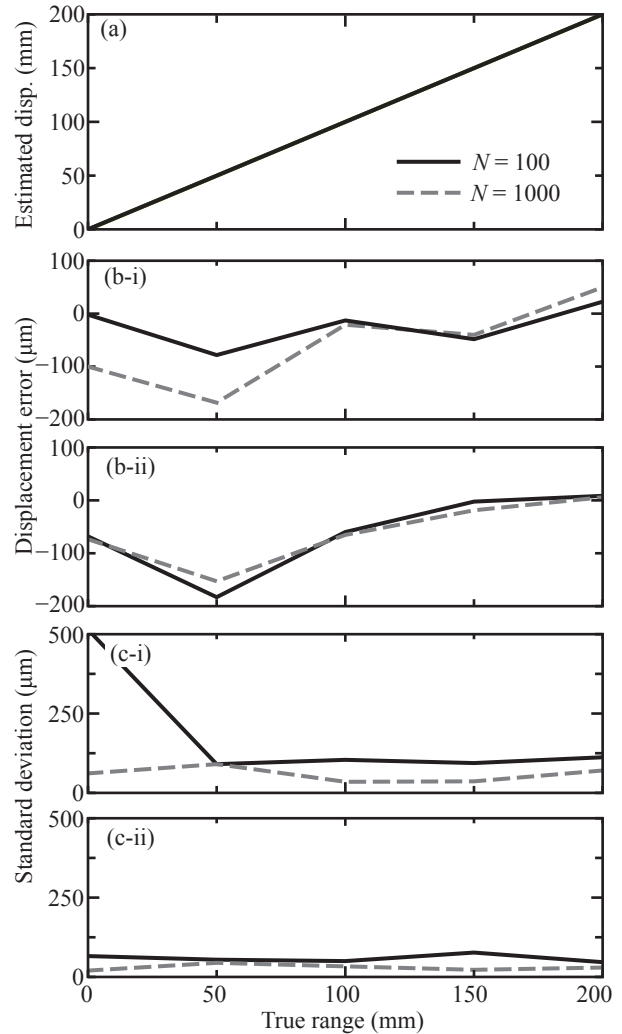 200
(a)
150
100
50
0
Estimated disp. (mm)
N = 100
N = 1000
100
(b-i)
0
−100
−200
100
(b-ii)
0
−100
−200
Displacement error (μm)
500
(c-i)
250
0
500
(c-ii)
250
0
Standard deviation (μm)
0 50 100 150 200
True range (mm)